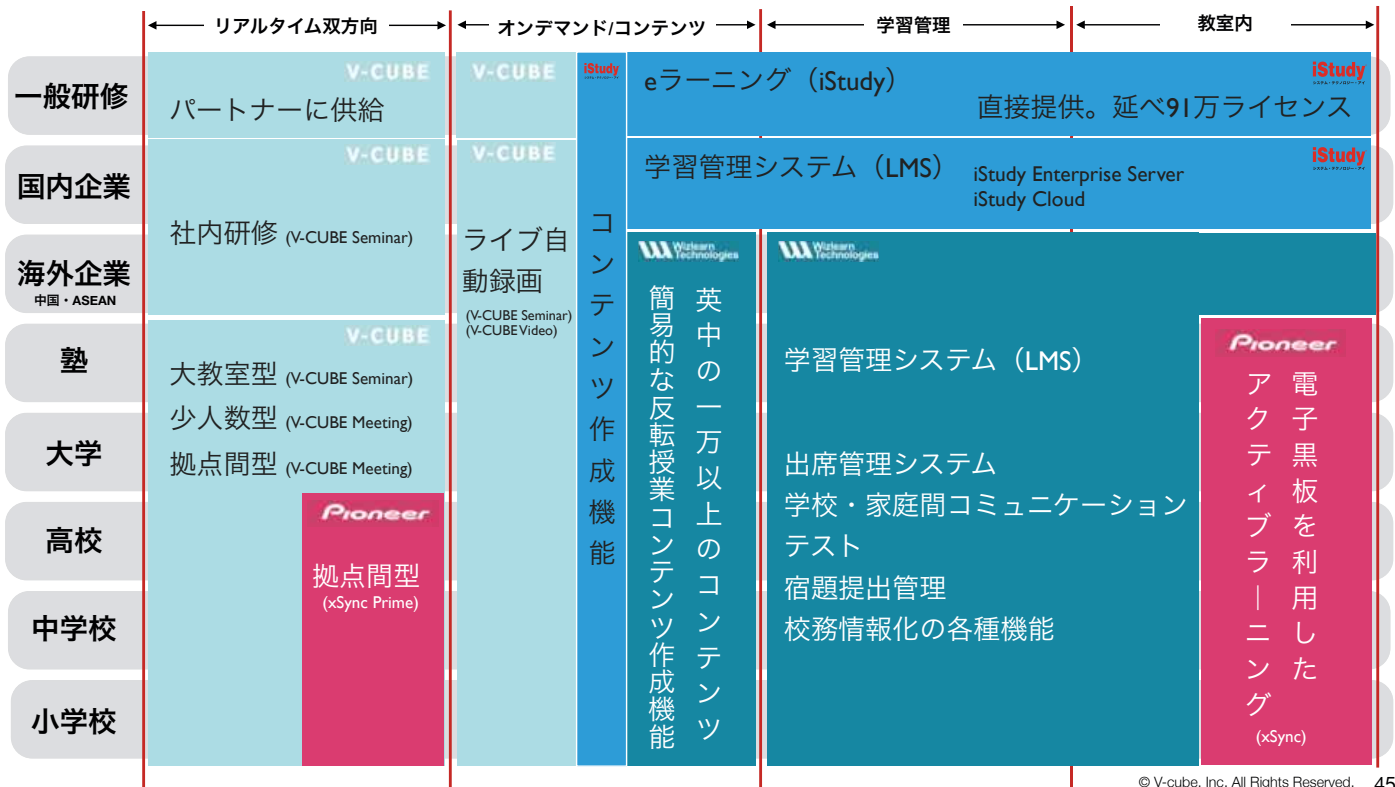 リアルタイム双方向
オンデマンド/コンテンツ
学習管理
教室内
一般研修
国内企業
海外企業
中国・ASEAN
塾
大学
高校
中学校
小学校
V-CUBE
パートナーに供給
V-CUBE
社内研修 (V-CUBE Seminar)
V-CUBE
大教室型 (V-CUBE Seminar)
少人数型 (V-CUBE Meeting)
拠点間型 (V-CUBE Meeting)
Pioneer
拠点間型
(xSync Prime)
V-CUBE
V-CUBE
ライブ自
動録画
(V-CUBE Seminar)
(V-CUBE Video)
iStudy
コンテンツ作成機能
eラーニング（iStudy）
iStudy
直接提供。延べ91万ライセンス
学習管理システム（LMS）
iStudy Enterprise Server
iStudy Cloud
iStudy
Wizlearn
Technologies
英中の一万以上のコンテンツ
簡易的な反転授業コンテンツ作成機能
Wizlearn
Technologies
学習管理システム（LMS）
出席管理システム
学校・家庭間コミュニケーション
テスト
宿題提出管理
校務情報化の各種機能
Pioneer
電子黒板を利用した
アクティブラーニング
(xSync)
© V-cube, Inc. All Rights Reserved. 45